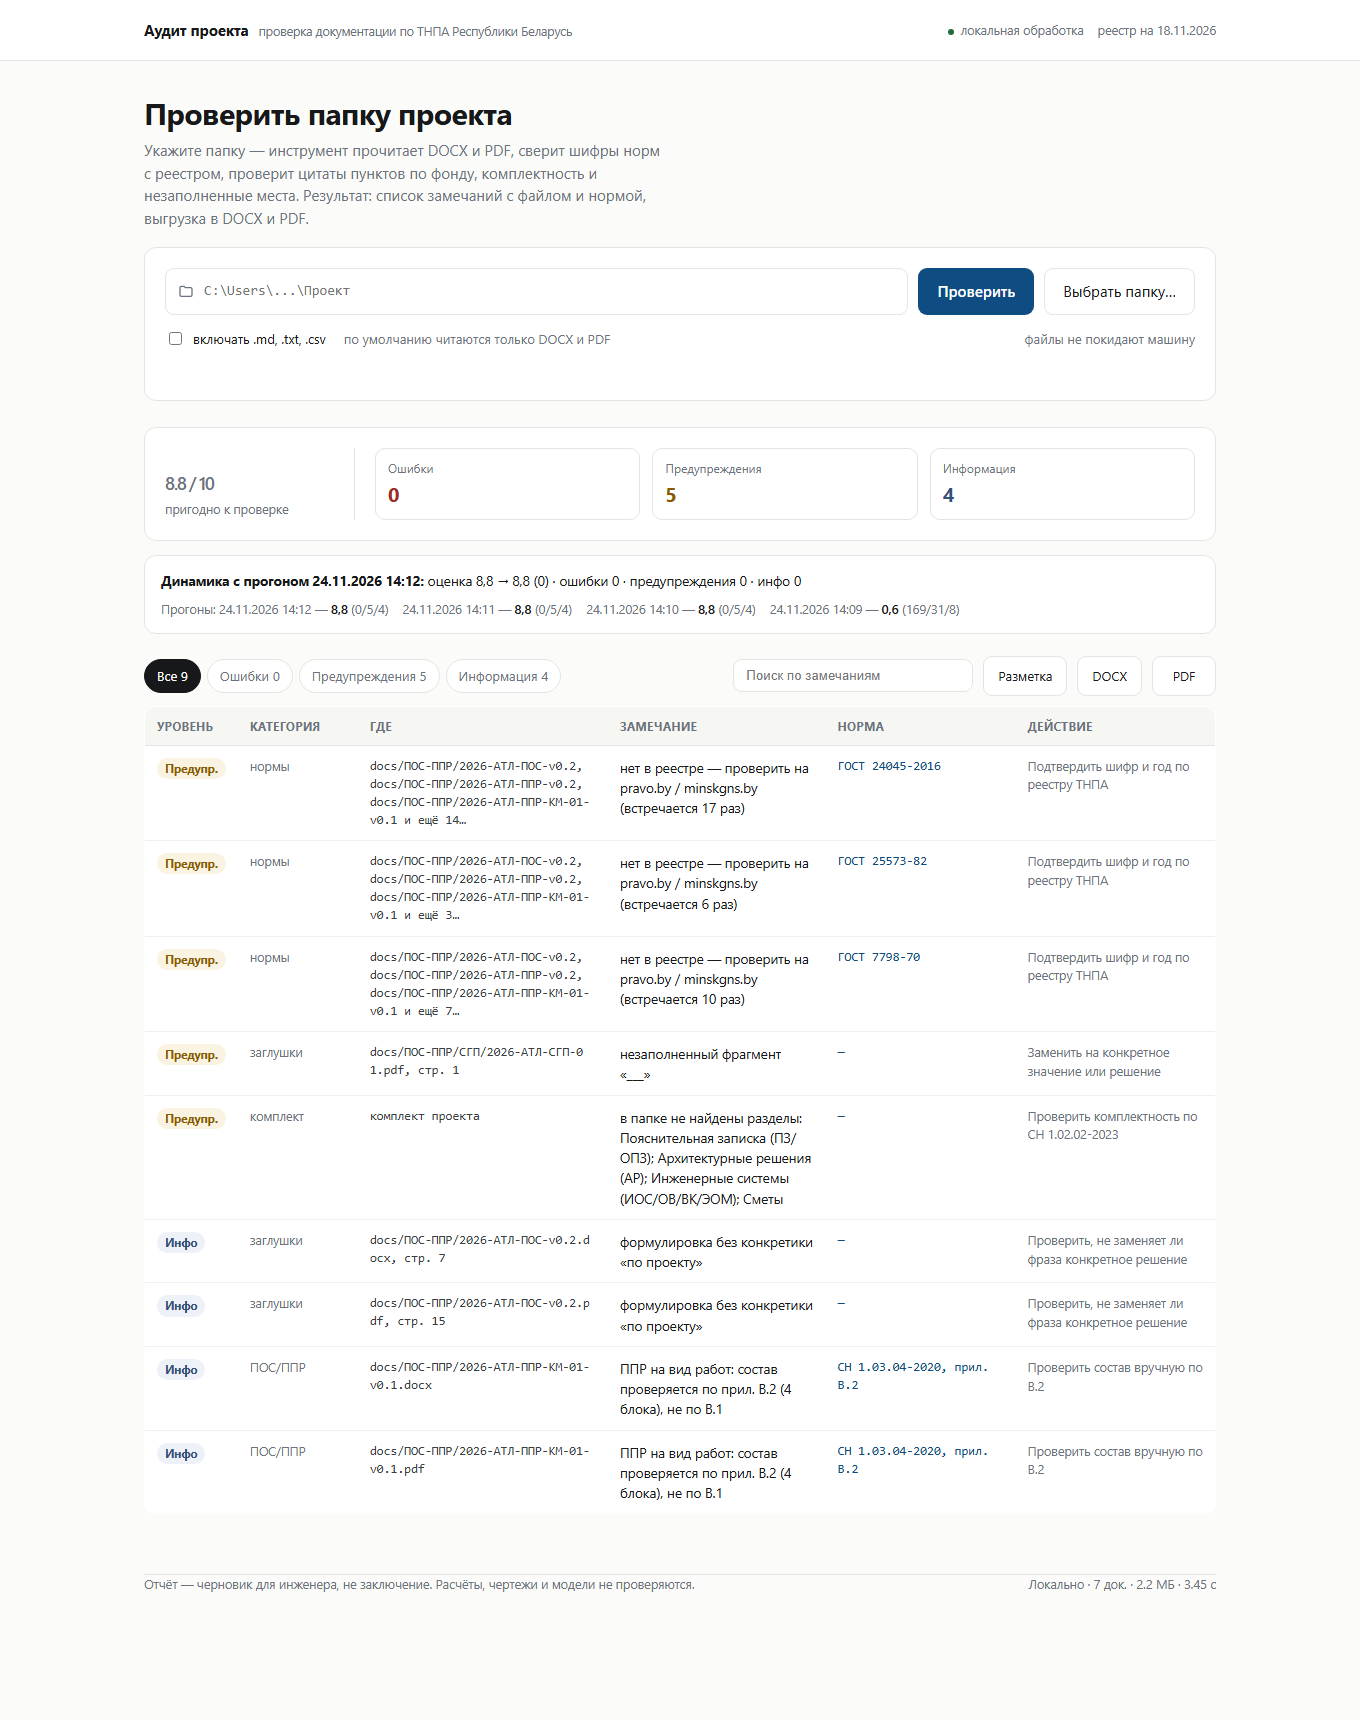 Аудит проекта проверка документации по ТНПА Республики Беларусь
локальная обработка реестр на 18.11.2026
Проверить папку проекта
Укажите папку — инструмент прочитает DOCX и PDF, сверит шифры норм
с реестром, проверит цитаты пунктов по фонду, комплектность и
незаполненные места. Результат: список замечаний с файлом и нормой,
выгрузка в DOCX и PDF.
C:\Users\...\Проект
Проверить
Выбрать папку...
включать .md, .txt, .csv по умолчанию читаются только DOCX и PDF
файлы не покидают машину
8.8 / 10
пригодно к проверке
Ошибки
0
Предупреждения
5
Информация
4
Динамика с прогоном 24.11.2026 14:12: оценка 8,8 → 8,8 (0) · ошибки 0 · предупреждения 0 · инфо 0
Прогоны: 24.11.2026 14:12 — 8,8 (0/5/4) 24.11.2026 14:11 — 8,8 (0/5/4) 24.11.2026 14:10 — 8,8 (0/5/4) 24.11.2026 14:09 — 0,6 (169/31/8)
Все 9 Ошибки 0 Предупреждения 5 Информация 4
Поиск по замечаниям
Разметка
DOCX
PDF
УРОВЕНЬ КАТЕГОРИЯ ГДЕ ЗАМЕЧАНИЕ НОРМА ДЕЙСТВИЕ
Предупр.
нормы
docs/ПОС-ППР/2026-АТЛ-ПОС-v0.2,
docs/ПОС-ППР/2026-АТЛ-ППР-v0.2,
docs/ПОС-ППР/2026-АТЛ-ППР-КМ-01-
v0.1 и ещё 14…
нет в реестре — проверить на
pravo.by / minskgns.by
(встречается 17 раз)
ГОСТ 24045-2016
Подтвердить шифр и год по
реестру ТНПА
Предупр.
нормы
docs/ПОС-ППР/2026-АТЛ-ПОС-v0.2,
docs/ПОС-ППР/2026-АТЛ-ППР-v0.2,
docs/ПОС-ППР/2026-АТЛ-ППР-КМ-01-
v0.1 и ещё 3…
нет в реестре — проверить на
pravo.by / minskgns.by
(встречается 6 раз)
ГОСТ 25573-82
Подтвердить шифр и год по
реестру ТНПА
Предупр.
нормы
docs/ПОС-ППР/2026-АТЛ-ПОС-v0.2,
docs/ПОС-ППР/2026-АТЛ-ППР-v0.2,
docs/ПОС-ППР/2026-АТЛ-ППР-КМ-01-
v0.1 и ещё 7…
нет в реестре — проверить на
pravo.by / minskgns.by
(встречается 10 раз)
ГОСТ 7798-70
Подтвердить шифр и год по
реестру ТНПА
Предупр.
заглушки
docs/ПОС-ППР/СГП/2026-АТЛ-СГП-0
1.pdf, стр. 1
незаполненный фрагмент
«___»
—
Заменить на конкретное
значение или решение
Предупр.
комплект
комплект проекта
в папке не найдены разделы:
Пояснительная записка (ПЗ/
ОПЗ); Архитектурные решения
(АР); Инженерные системы
(ИОС/ОВ/ВК/ЭОМ); Сметы
—
Проверить комплектность по
СН 1.02.02-2023
Инфо
заглушки
docs/ПОС-ППР/2026-АТЛ-ПОС-v0.2.d
ocx, стр. 7
формулировка без конкретики
«по проекту»
—
Проверить, не заменяет ли
фраза конкретное решение
Инфо
заглушки
docs/ПОС-ППР/2026-АТЛ-ПОС-v0.2.p
df, стр. 15
формулировка без конкретики
«по проекту»
—
Проверить, не заменяет ли
фраза конкретное решение
Инфо
ПОС/ППР
docs/ПОС-ППР/2026-АТЛ-ППР-КМ-01-
v0.1.docx
ППР на вид работ: состав
проверяется по прил. В.2 (4
блока), не по В.1
СН 1.03.04-2020, прил.
В.2
Проверить состав вручную по
В.2
Инфо
ПОС/ППР
docs/ПОС-ППР/2026-АТЛ-ППР-КМ-01-
v0.1.pdf
ППР на вид работ: состав
проверяется по прил. В.2 (4
блока), не по В.1
СН 1.03.04-2020, прил.
В.2
Проверить состав вручную по
В.2
Отчёт — черновик для инженера, не заключение. Расчёты, чертежи и модели не проверяются.
Локально · 7 док. · 2.2 МБ · 3.45 с